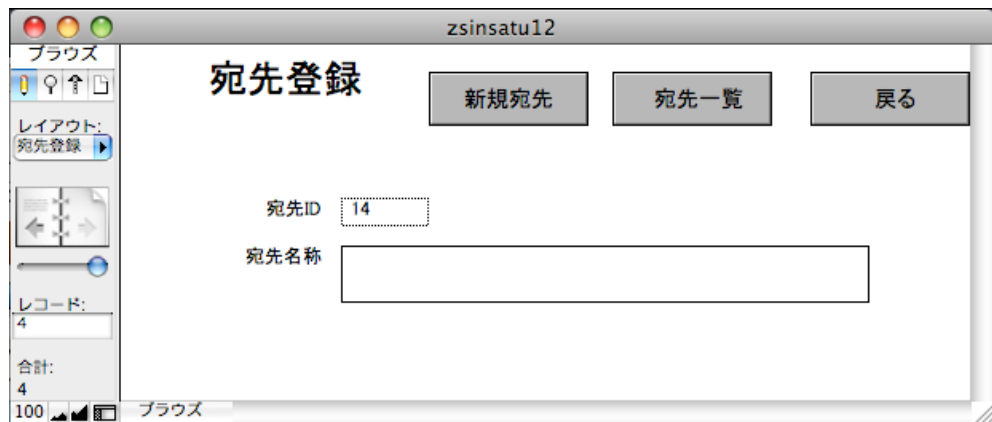 zsinsatu12
ブラウズ
レイアウト:
宛先登録
レコード:
4
合計:
4
100
ブラウズ
宛先登録
新規宛先
宛先一覧
戻る
宛先ID
14
宛先名称